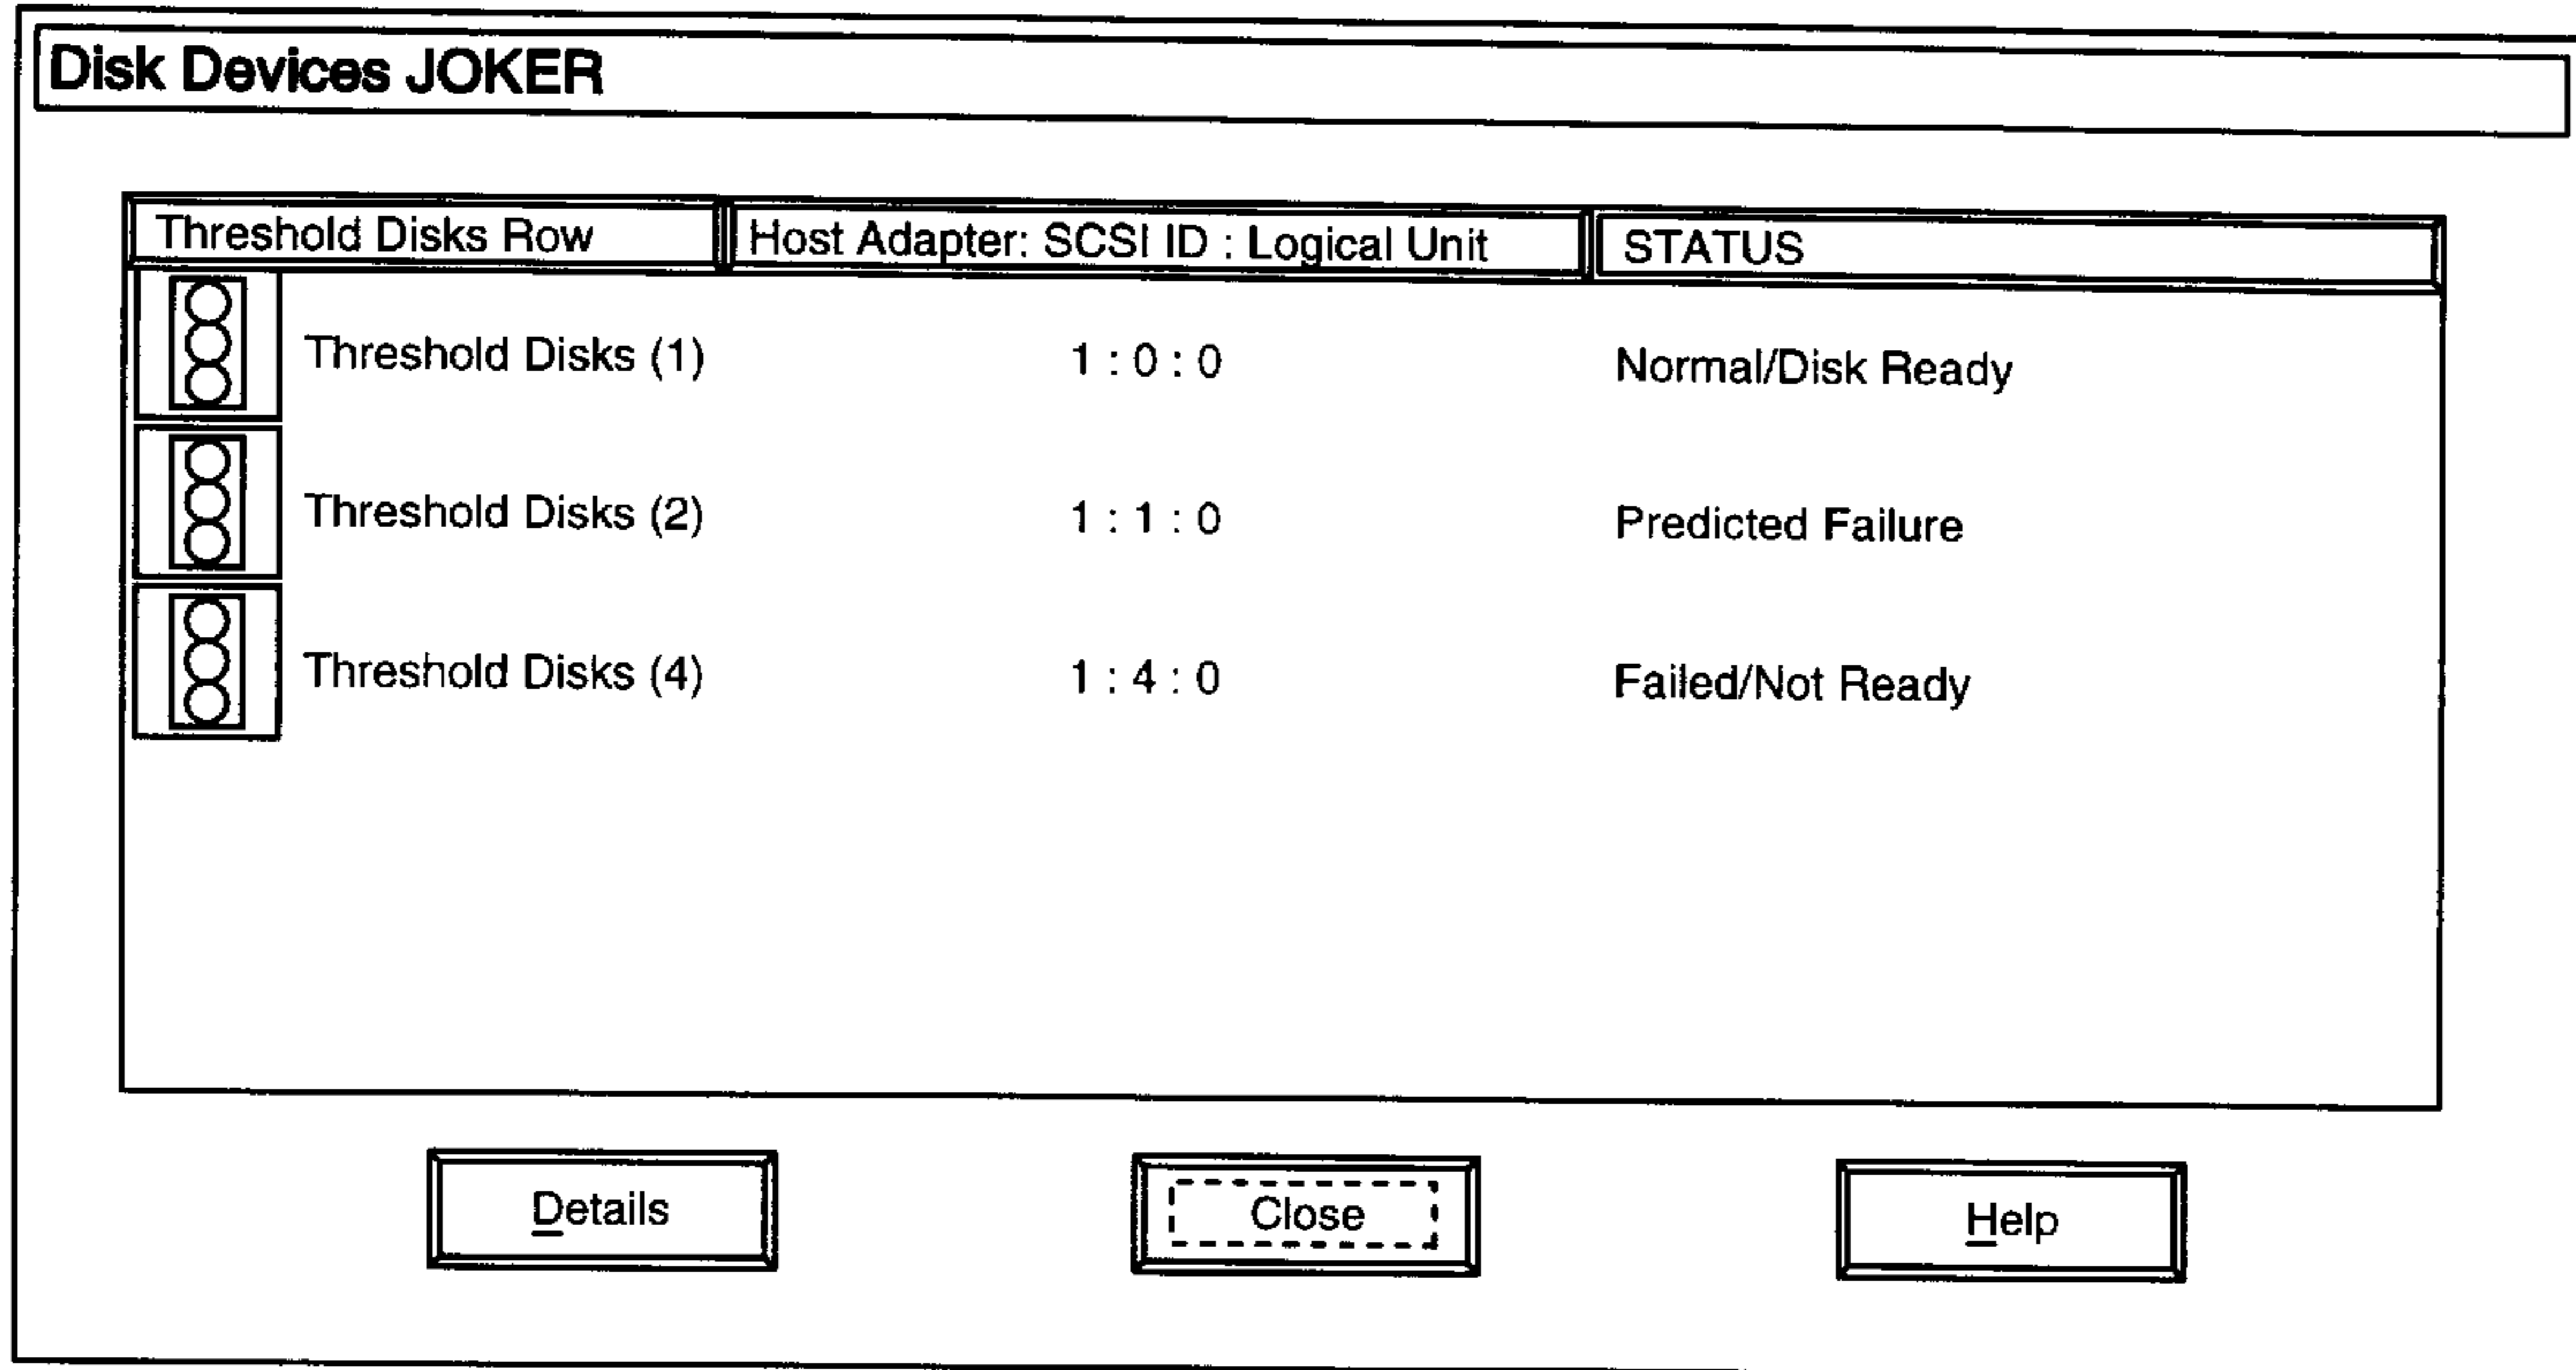 Disk Devices JOKER
Threshold Disks Row Host Adapter: SCSI ID : Logical Unit STATUS
Threshold Disks (1) 1 : 0 : 0 Normal/Disk Ready
Threshold Disks (2) 1 : 1 : 0 Predicted Failure
Threshold Disks (4) 1 : 4 : 0 Failed/Not Ready
Details Close Help